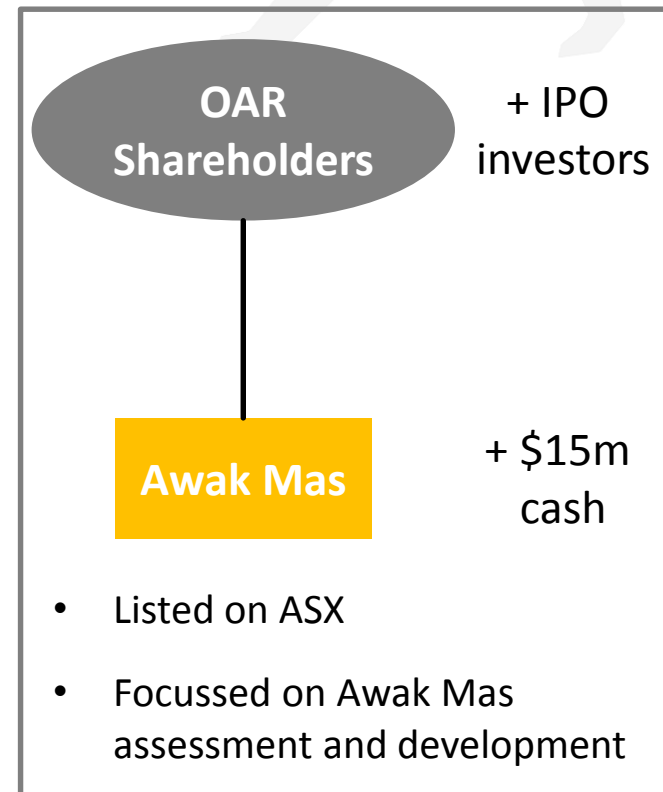 OAR
Shareholders
+ IPO
investors
Awak Mas
+ $15m
cash
• Listed on ASX
• Focussed on Awak Mas
assessment and development